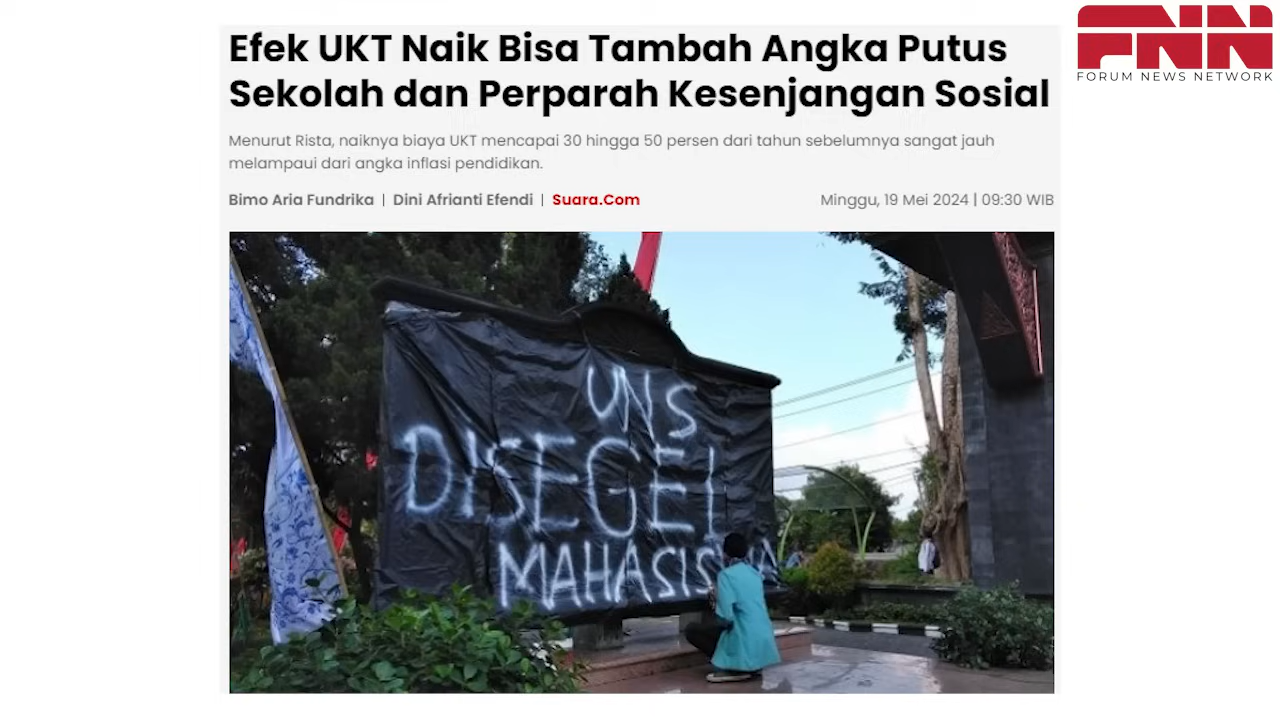 Efek UKT Naik Bisa Tambah Angka Putus
Sekolah dan Perparah Kesenjangan Sosial
FNN
FORUM NEWS NETWORK
Menurut Rista, naiknya biaya UKT mencapai 30 hingga 50 persen dari tahun sebelumnya sangat jauh
melampaui dari angka inflasi pendidikan.
Bimo Aria Fundrika | Dini Afrianti Efendi | Suara.Com
Minggu, 19 Mei 2024 | 09:30 WIB
UNS
DISEGEL
MAHASISWA